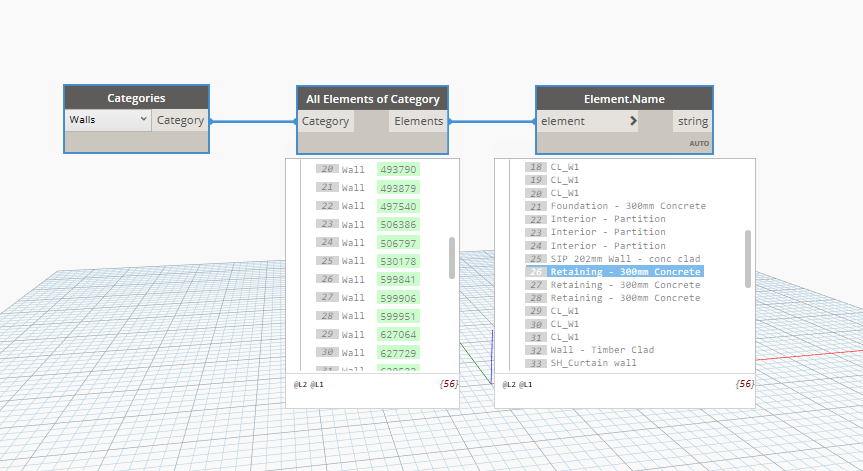 Categories
Walls Category
All Elements of Category
Category Elements
Element.Name
element string
AUTO
20 Wall 493790
21 Wall 493879
22 Wall 497540
23 Wall 506386
24 Wall 506797
25 Wall 530178
26 Wall 599841
27 Wall 599906
28 Wall 599951
29 Wall 627064
30 Wall 627729
31 Wall
@L2 @L1 {56}
18 CL_W1
19 CL_W1
20 CL_W1
21 Foundation - 300mm Concrete
22 Interior - Partition
23 Interior - Partition
24 Interior - Partition
25 SIP 202mm Wall - conc clad
26 Retaining - 300mm Concrete
27 Retaining - 300mm Concrete
28 Retaining - 300mm Concrete
29 CL_W1
30 CL_W1
31 CL_W1
32 Wall - Timber Clad
33 SH_Curtain wall
@L2 @L1 {56}